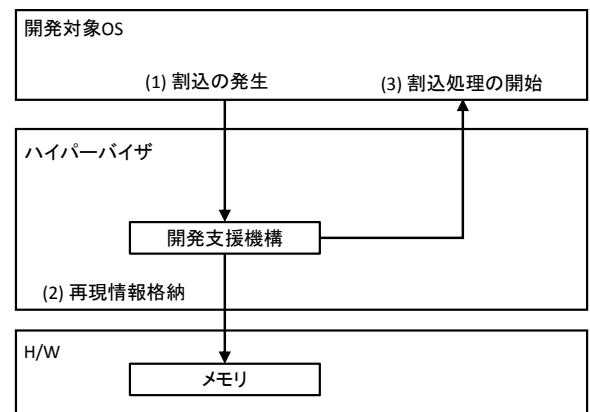 開発対象OS
(1) 割込の発生
(3) 割込処理の開始
ハイパーバイザ
開発支援機構
(2) 再現情報格納
H/W
メモリ